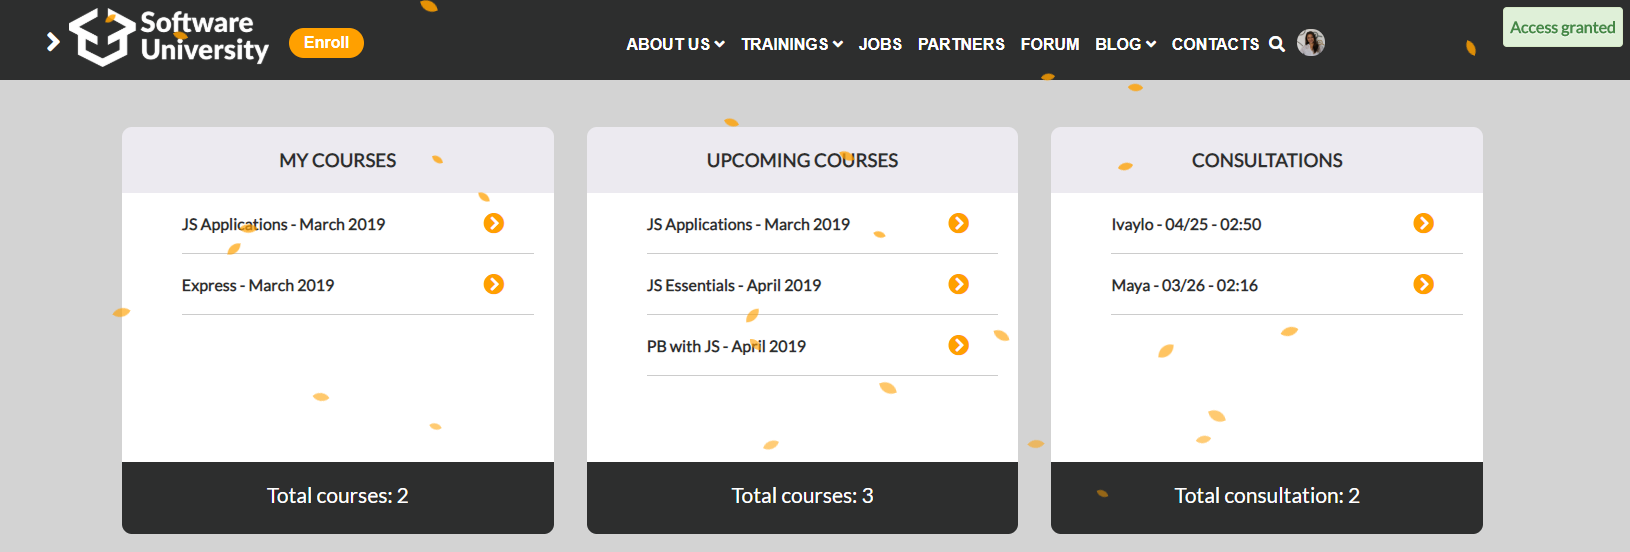 Software
University
Enroll
ABOUT US
TRAININGS
JOBS
PARTNERS
FORUM
BLOG
CONTACTS
Access granted
MY COURSES
JS Applications - March 2019
Express - March 2019
Total courses: 2
UPCOMING COURSES
JS Applications - March 2019
JS Essentials - April 2019
PB with JS - April 2019
Total courses: 3
CONSULTATIONS
Ivaylo - 04/25 - 02:50
Maya - 03/26 - 02:16
Total consultation: 2